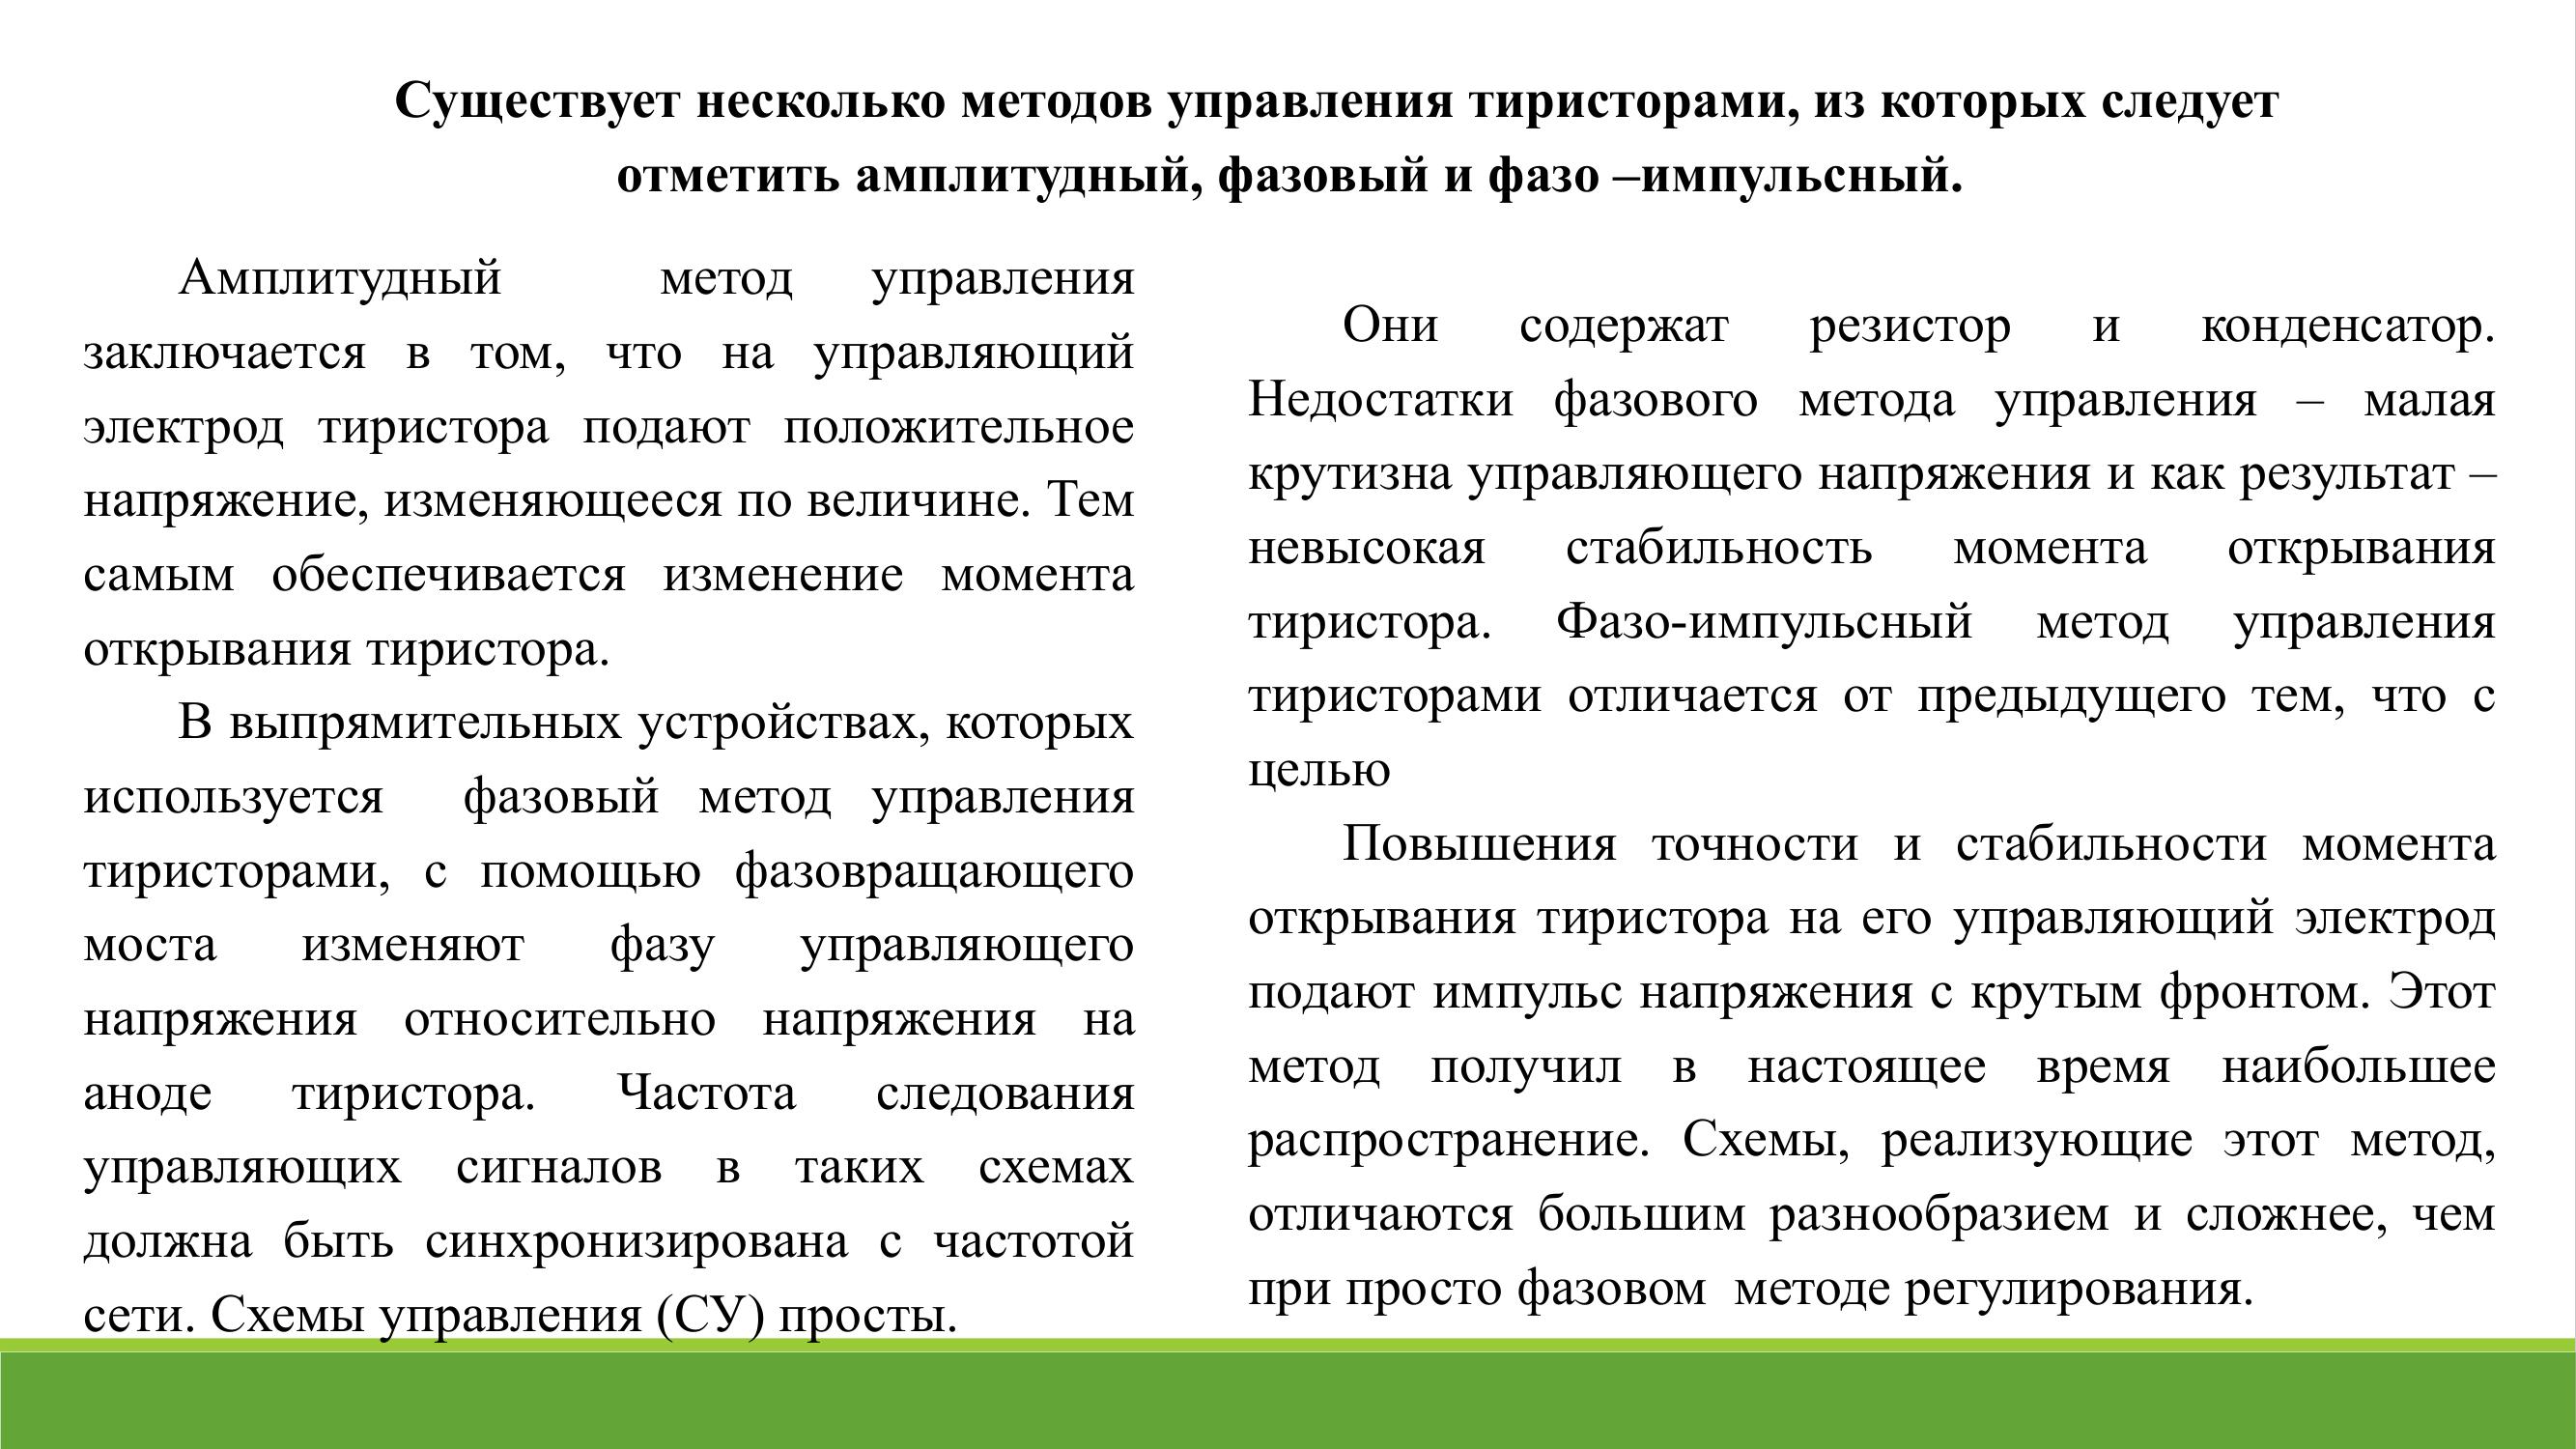 Существует несколько методов управления тиристорами, из которых следует
отметить амплитудный, фазовый и фазо –импульсный.
Амплитудный метод управления
заключается в том, что на управляющий
электрод тиристора подают положительное
напряжение, изменяющееся по величине. Тем
самым обеспечивается изменение момента
открывания тиристора.
В выпрямительных устройствах, которых
используется фазовый метод управления
тиристорами, с помощью фазовращающего
моста изменяют фазу управляющего
напряжения относительно напряжения на
аноде тиристора. Частота следования
управляющих сигналов в таких схемах
должна быть синхронизирована с частотой
сети. Схемы управления (СУ) просты.
Они содержат резистор и конденсатор.
Недостатки фазового метода управления – малая
крутизна управляющего напряжения и как результат –
невысокая стабильность момента открывания
тиристора. Фазо-импульсный метод управления
тиристорами отличается от предыдущего тем, что с
целью
Повышения точности и стабильности момента
открывания тиристора на его управляющий электрод
подают импульс напряжения с крутым фронтом. Этот
метод получил в настоящее время наибольшее
распространение. Схемы, реализующие этот метод,
отличаются большим разнообразием и сложнее, чем
при просто фазовом методе регулирования.